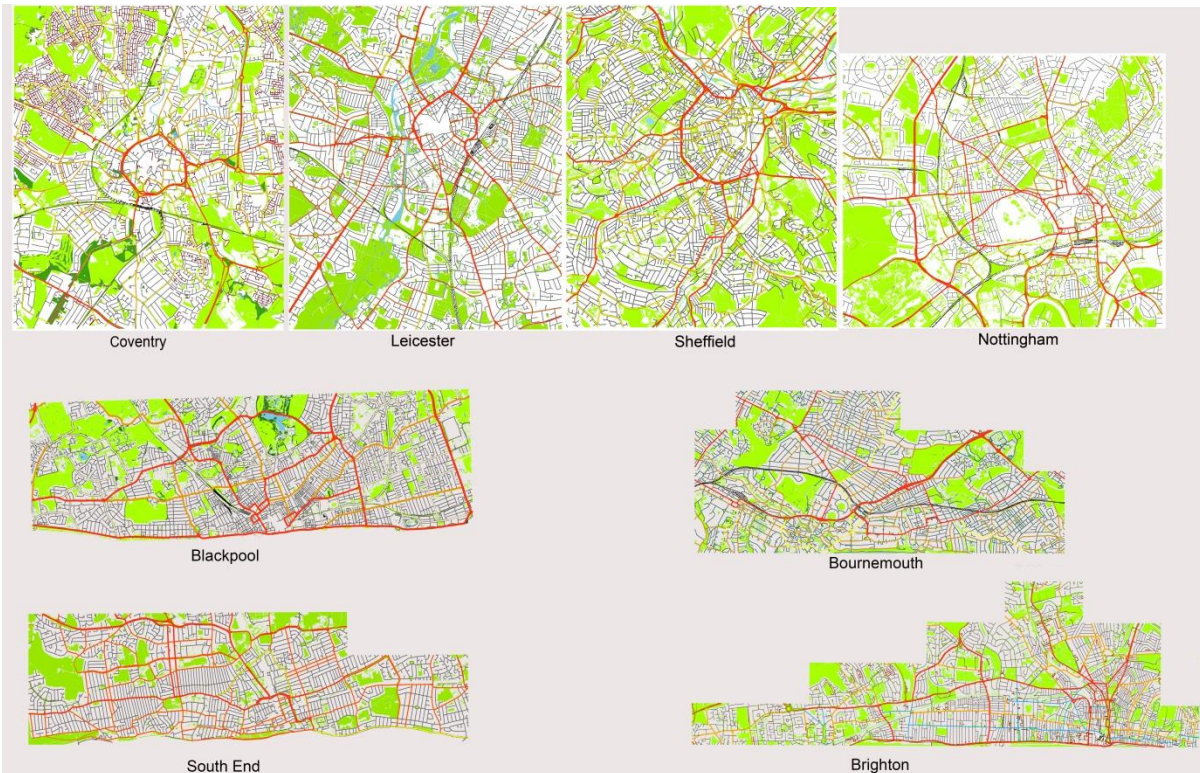 Coventry
Leicester
Sheffield
Nottingham
Blackpool
Bournemouth
South End
Brighton